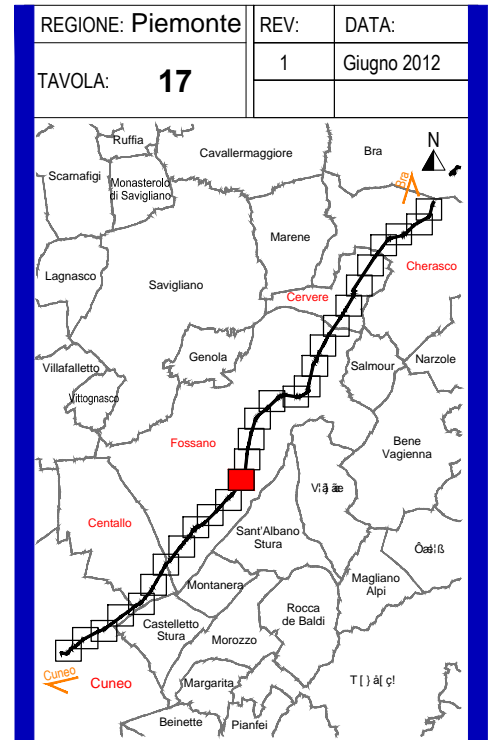 REGIONE: Piemonte
REV:
DATA:
TAVOLA: 17
1
Giugno 2012
Ruffia
Cavallermaggiore
Bra
N
Scarnafigi
Monasterolo
di Savigliano
Bra
Marene
Cherasco
Lagnasco
Savigliano
Cervere
Genola
Villafalletto
Salmour
Narzole
Vottognasco
Fossano
Bene
Vagienna
Centallo
Sant'Albano
Stura
Magliano
Alpi
Montanera
Rocca
de Baldi
Castelletto
Stura
Morozzo
Cuneo
Cuneo
Margarita
Beinette
Pianfei